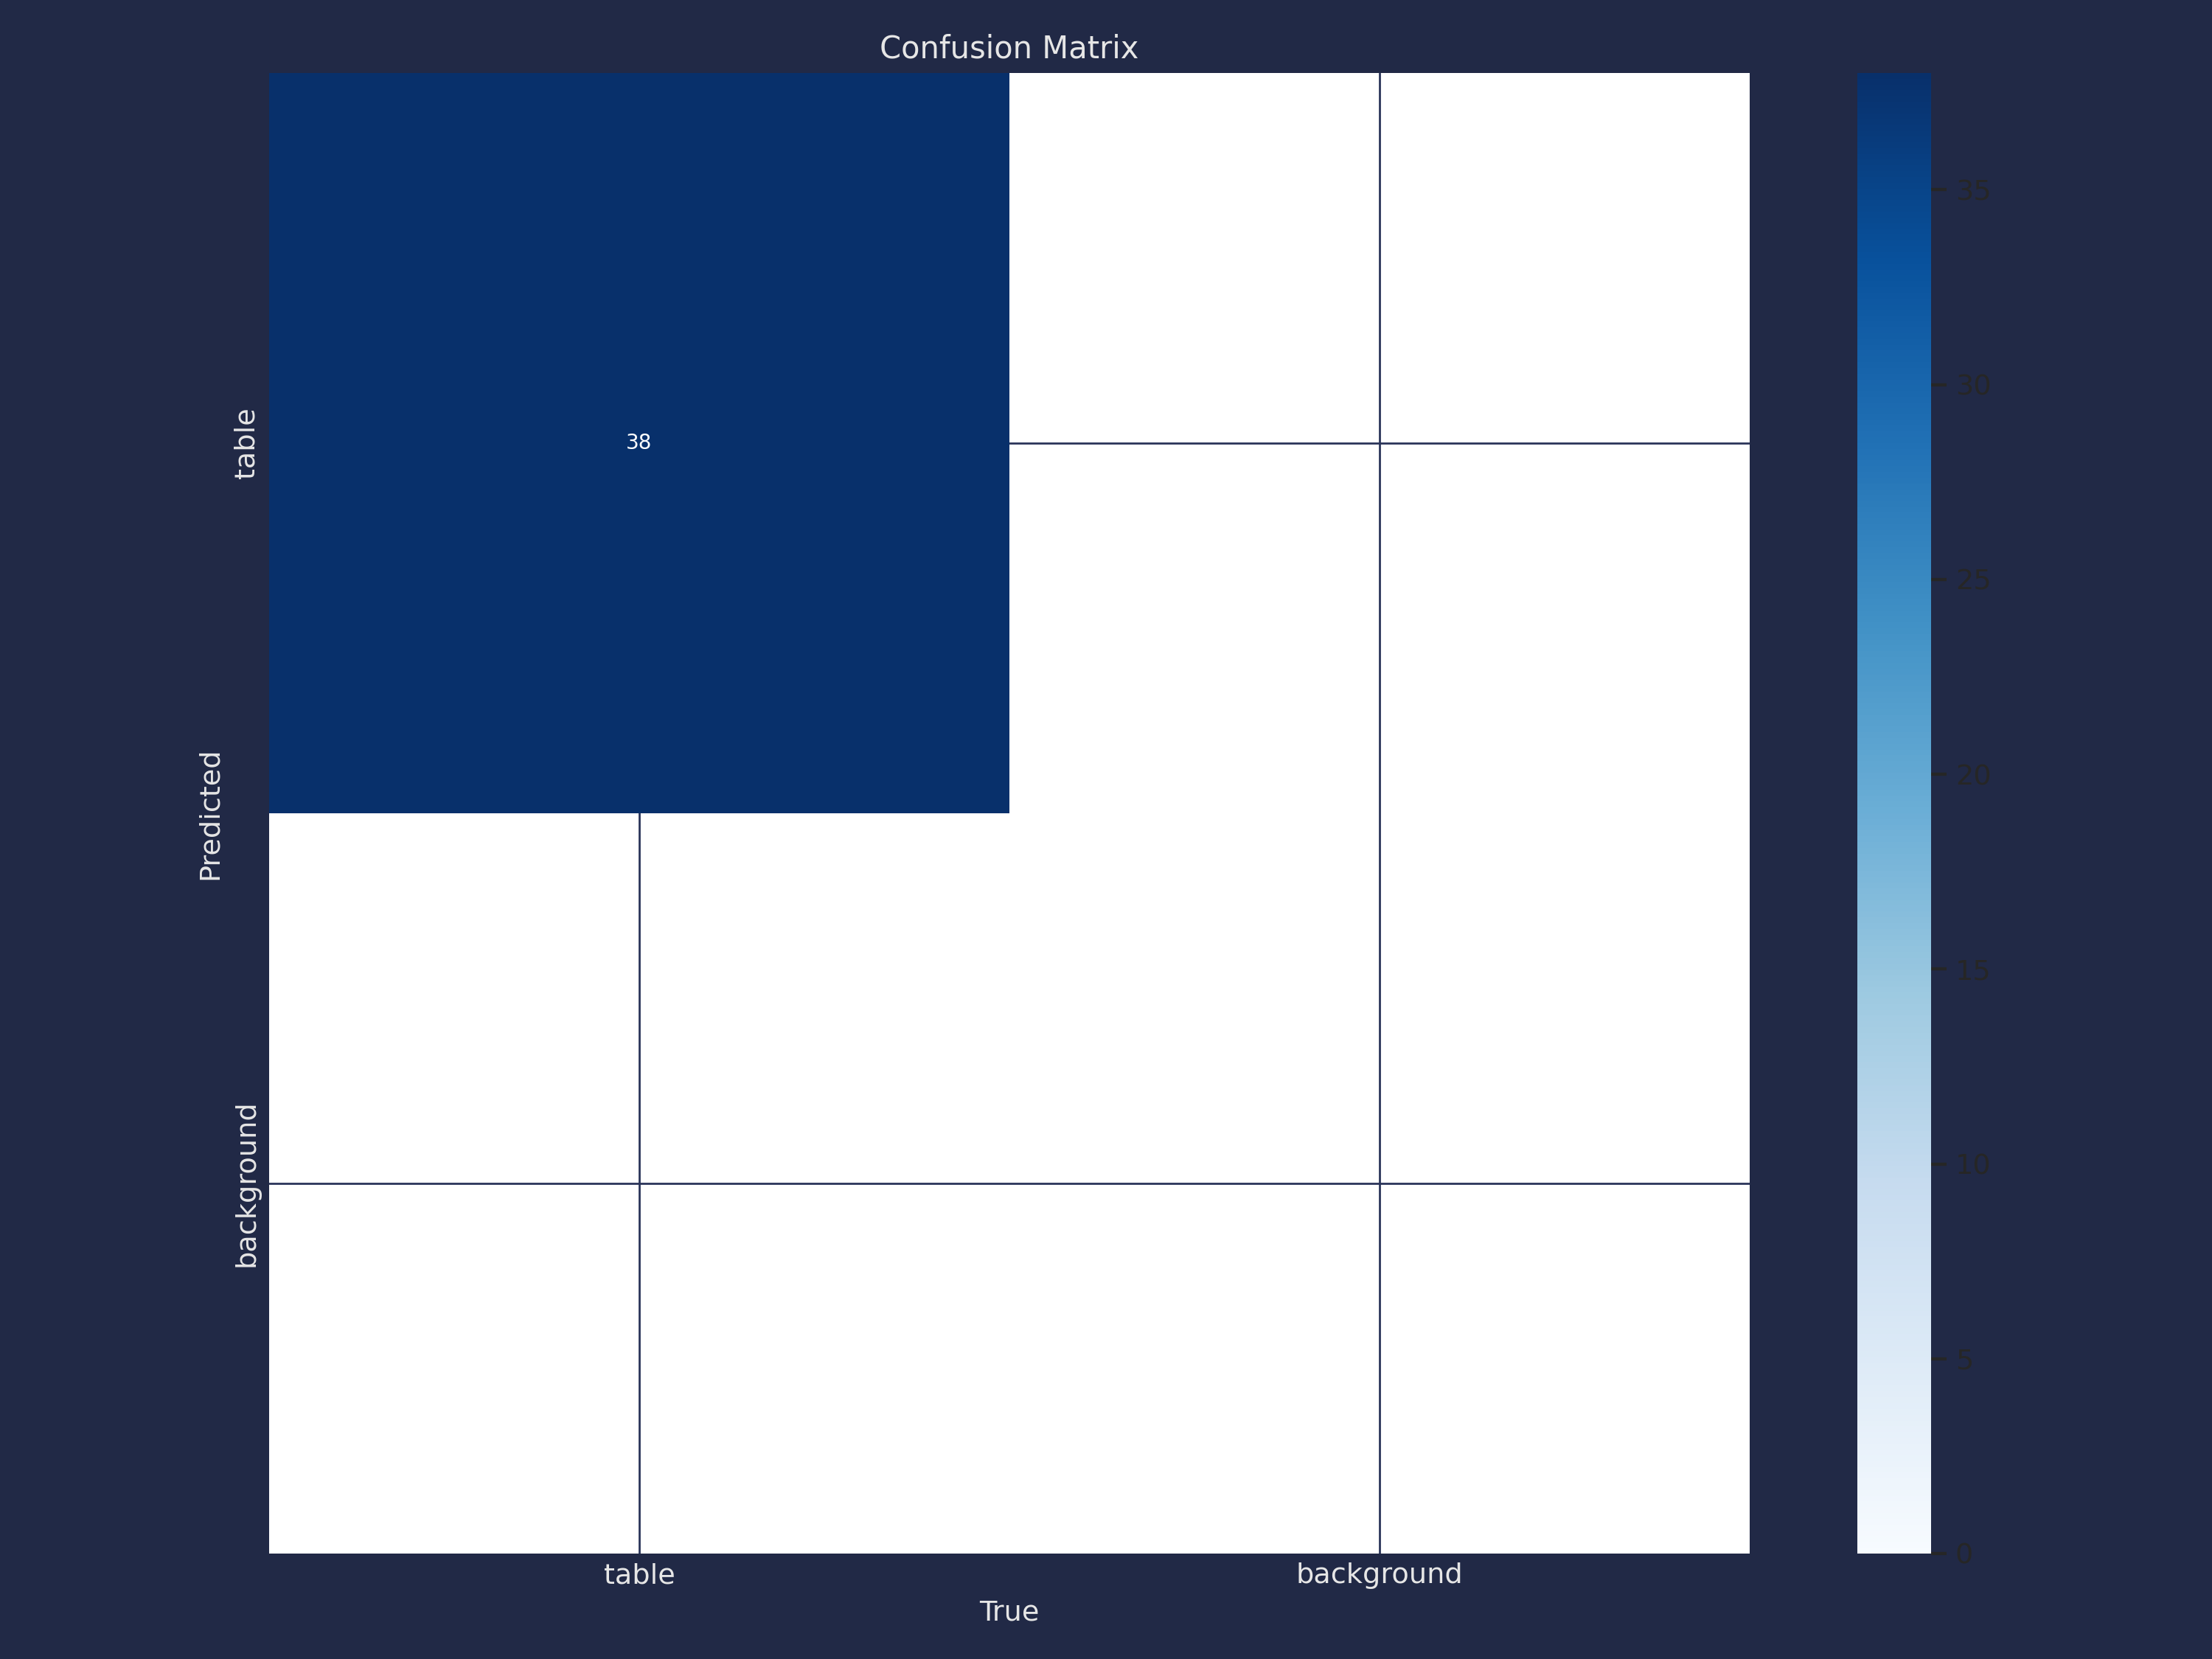 Confusion Matrix
table
background
Predicted
38
table
background
True
35
30
25
20
15
10
5
0